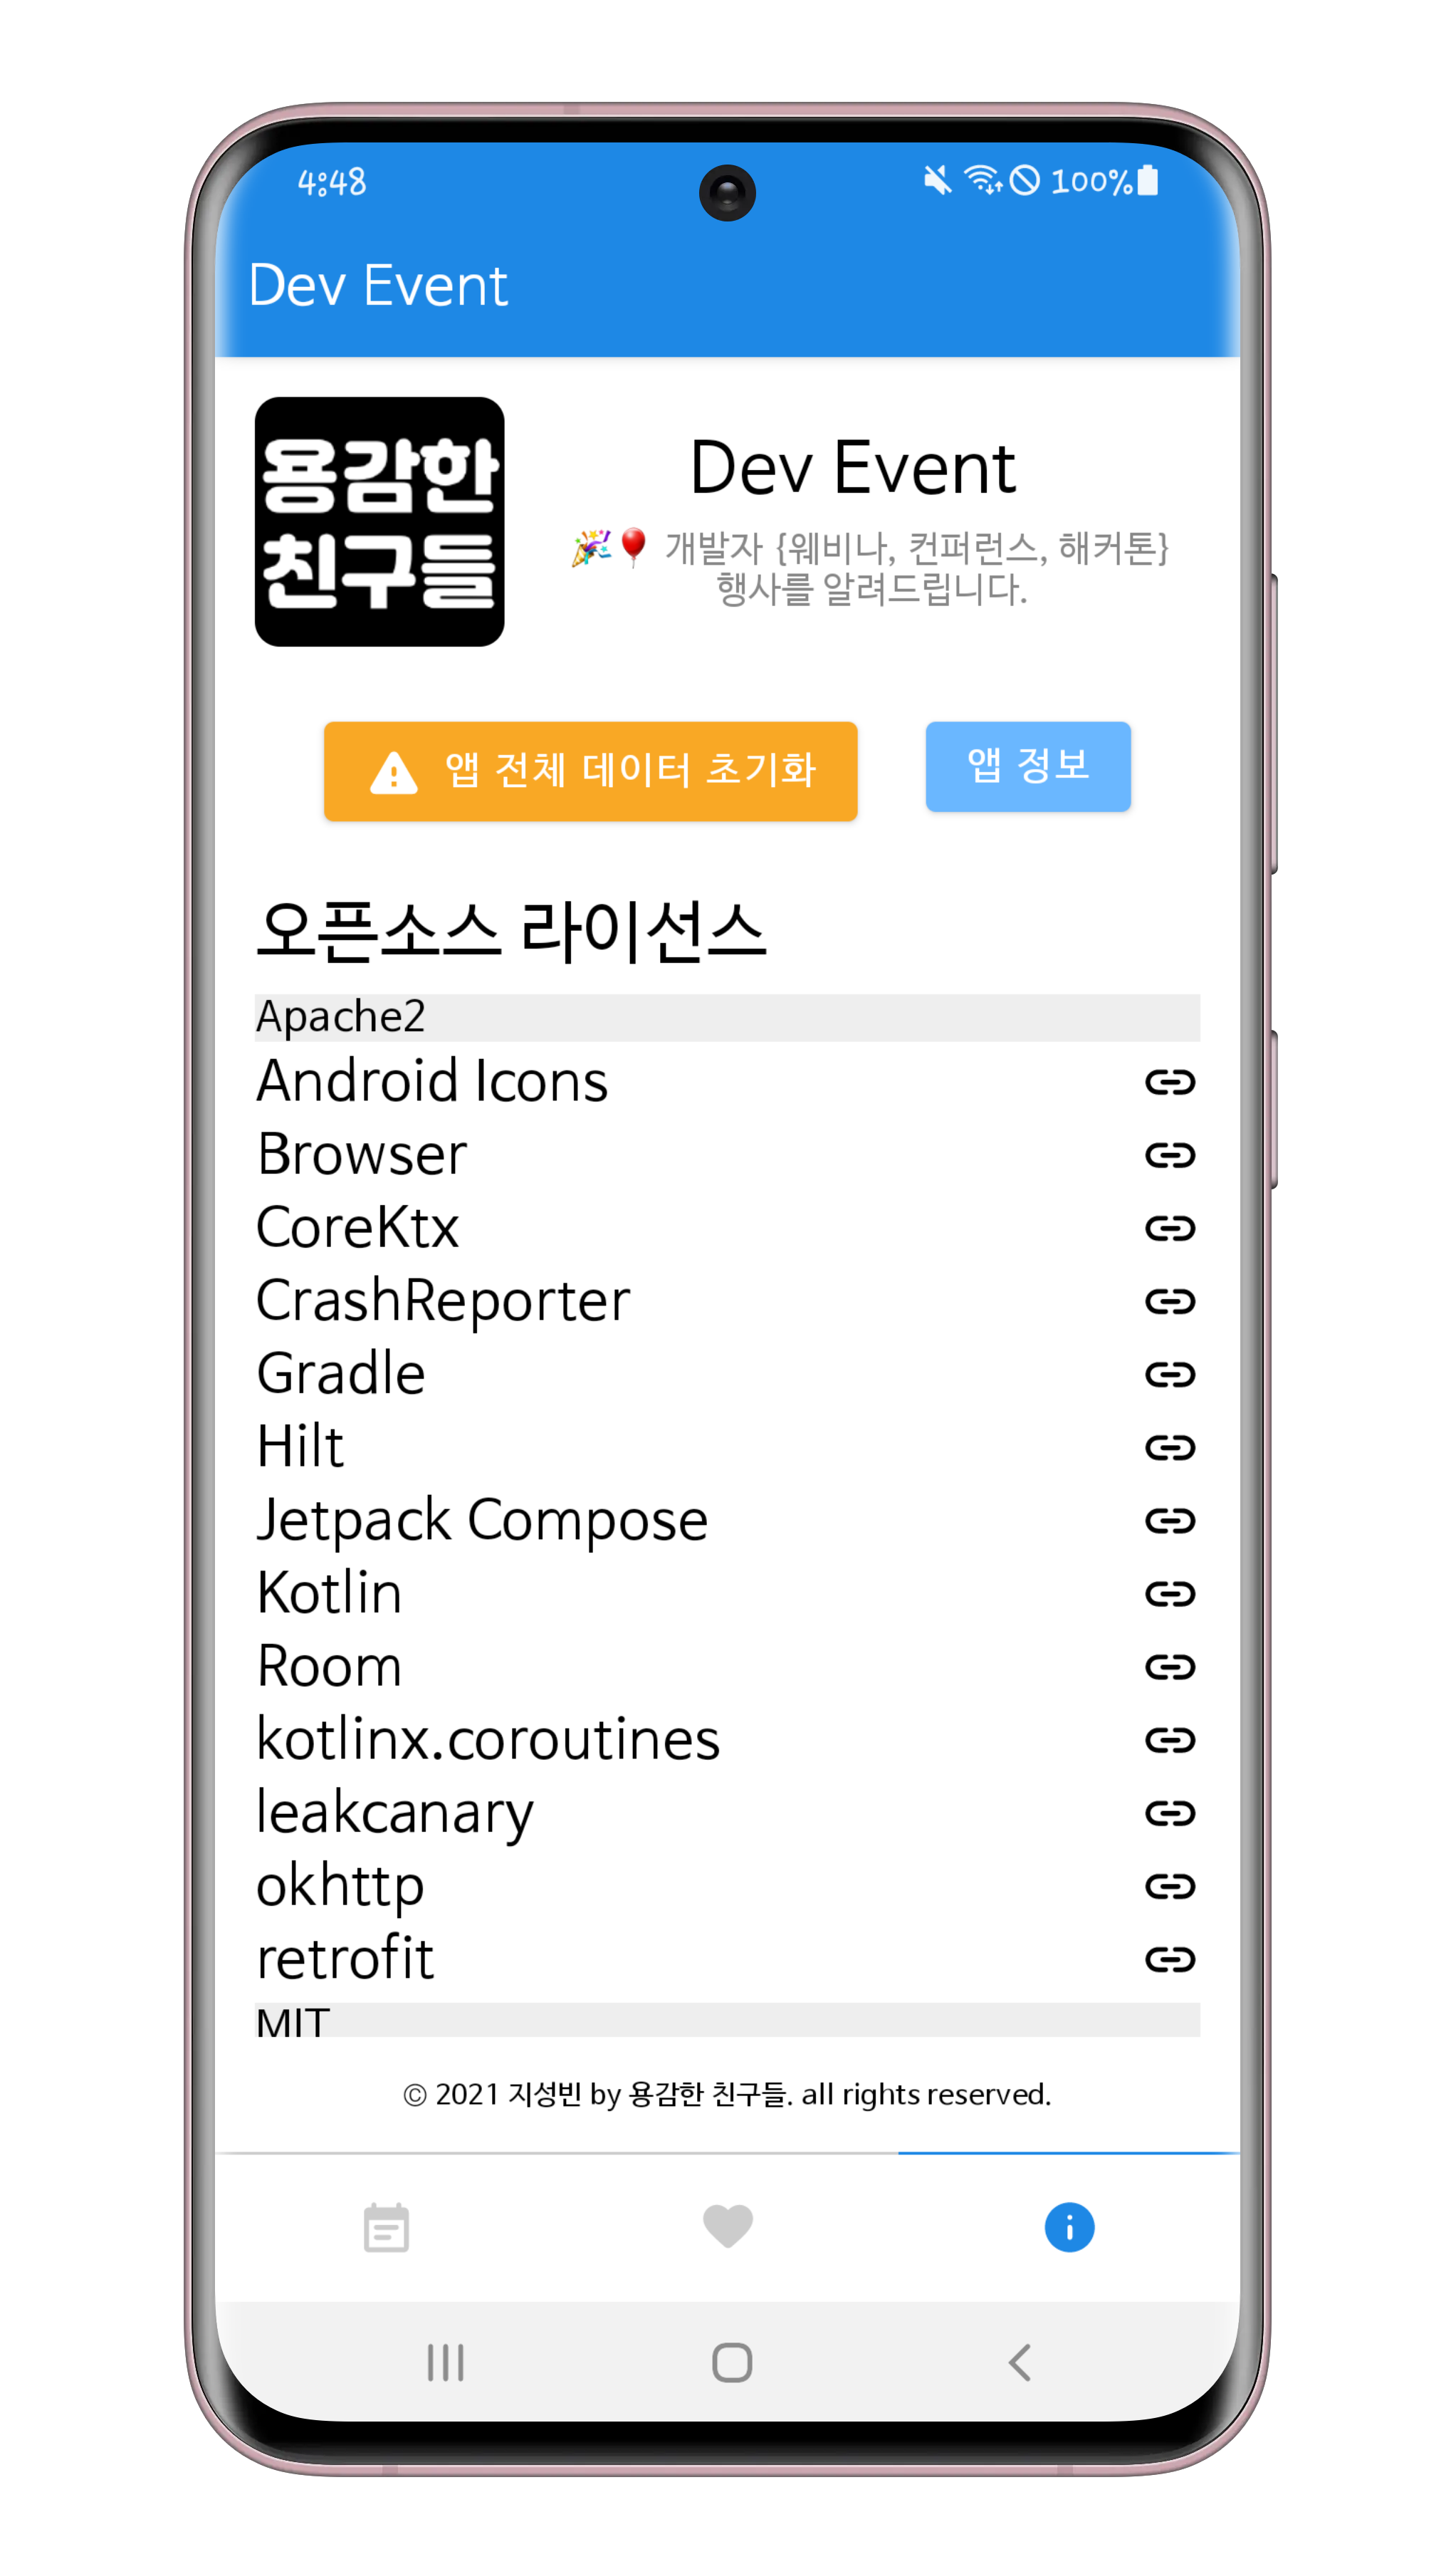 4:48
100%
Dev Event
용감한
친구들
Dev Event
🎉🎈 개발자 {웨비나, 컨퍼런스, 해커톤}
행사를 알려드립니다.
앱 전체 데이터 초기화
앱 정보
오픈소스 라이선스
Apache2
Android Icons
Browser
CoreKtx
CrashReporter
Gradle
Hilt
Jetpack Compose
Kotlin
Room
kotlinx.coroutines
leakcanary
okhttp
retrofit
MIT
© 2021 지성빈 by 용감한 친구들. all rights reserved.